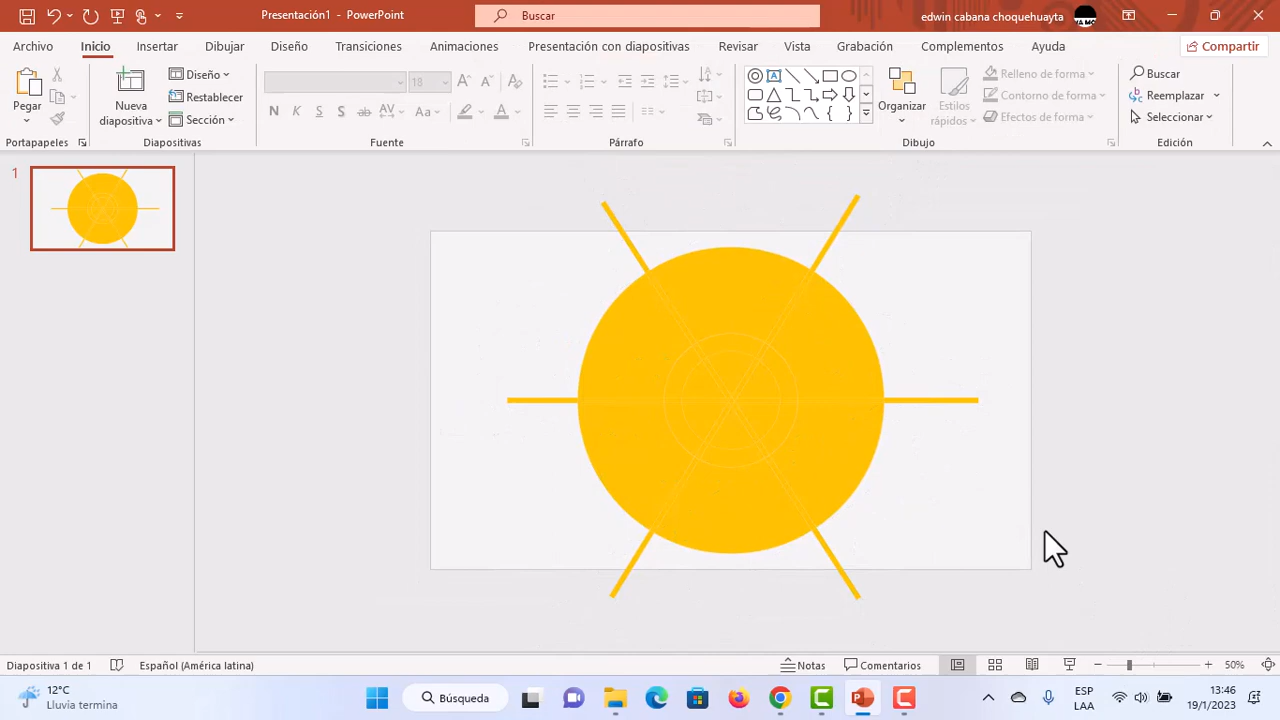 Presentación1 - PowerPoint
Buscar
edwin cabana choquehuayta
Archivo
Inicio
Insertar
Dibujar
Diseño
Transiciones
Animaciones
Presentación con diapositivas
Revisar
Vista
Grabación
Complementos
Ayuda
Compartir
Pegar
Portapapeles
Nueva
diapositiva
Diseño
Restablecer
Sección
Diapositivas
18
N K S S ab AV Aa A
Fuente
Párrafo
Organizar
Estilos
rápidos
Relleno de forma
Contorno de forma
Efectos de forma
Dibujo
Buscar
Reemplazar
Seleccionar
Edición
1
Diapositiva 1 de 1
Español (América latina)
Notas
Comentarios
50%
12°C
Lluvia termina
Búsqueda
ESP
LAA
13:46
19/1/2023